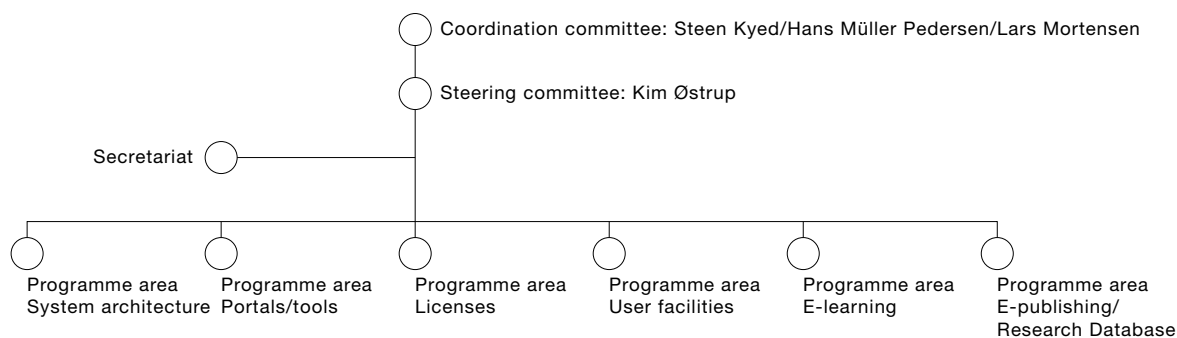 Coordination committee: Steen Kyed/Hans Müller Pedersen/Lars Mortensen
Steering committee: Kim Østrup
Secretariat
Programme area
System architecture
Programme area
Portals/tools
Programme area
Licenses
Programme area
User facilities
Programme area
E-learning
Programme area
E-publishing/
Research Database